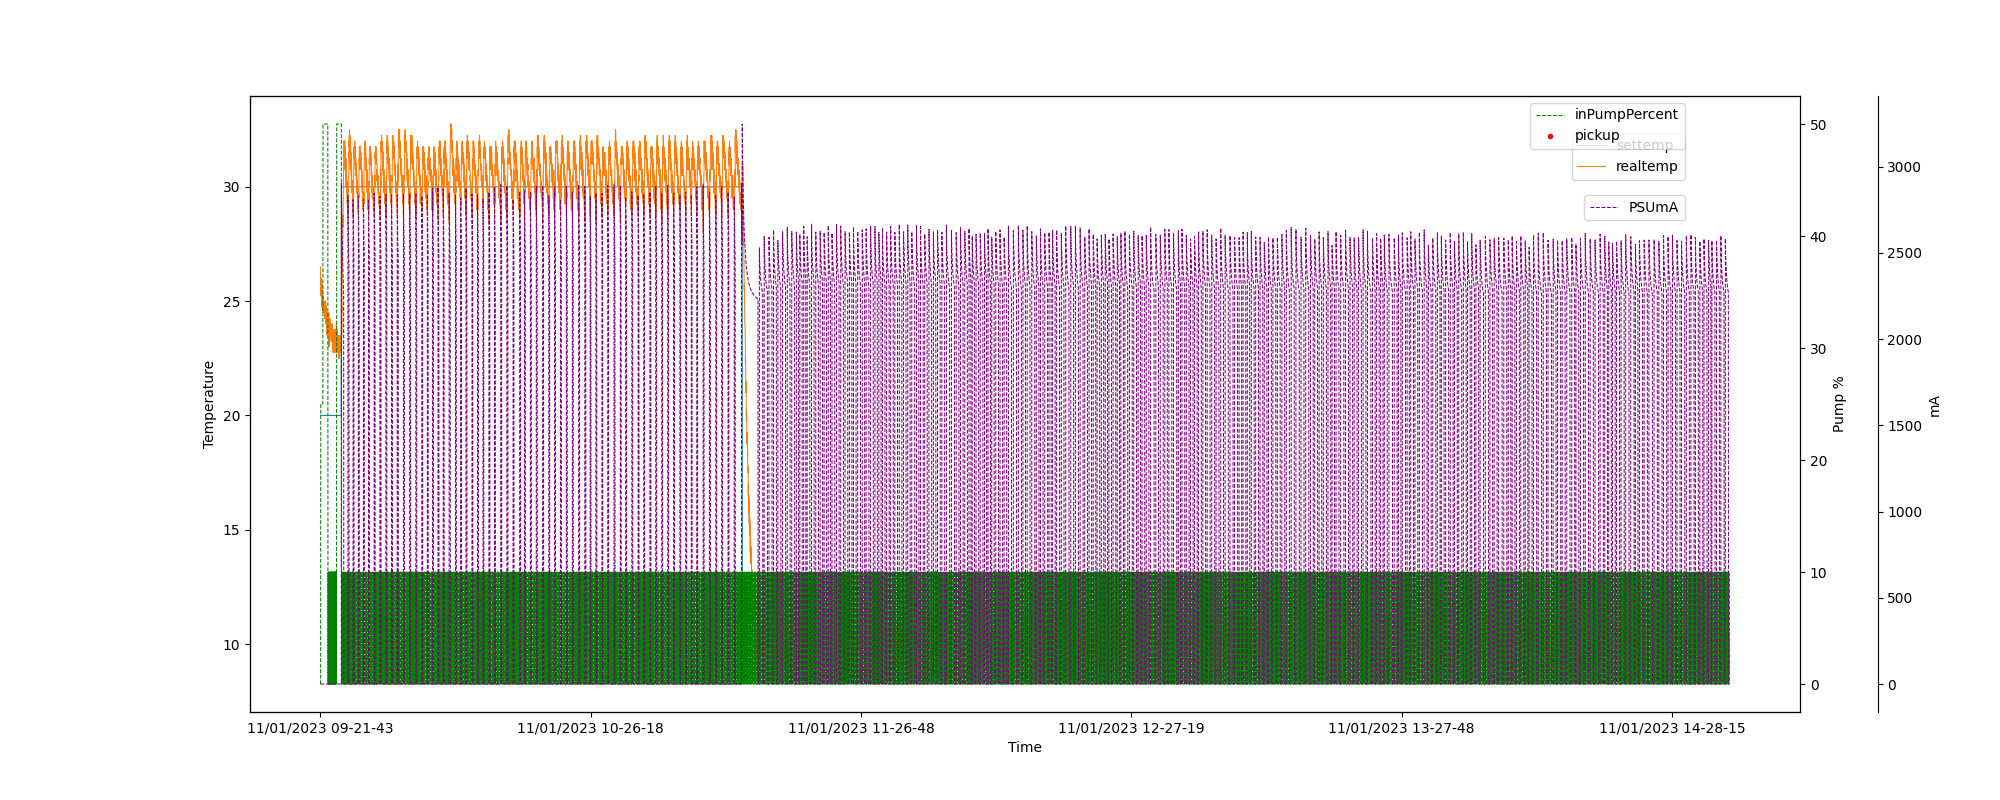 inPumpPercent
pickup
settemp
realtemp
PSUmA
30
25
20
15
10
Temperature
50
40
30
20
10
0
Pump %
3000
2500
2000
1500
1000
500
0
mA
11/01/2023 09-21-43
11/01/2023 10-26-18
11/01/2023 11-26-48
11/01/2023 12-27-19
11/01/2023 13-27-48
11/01/2023 14-28-15
Time